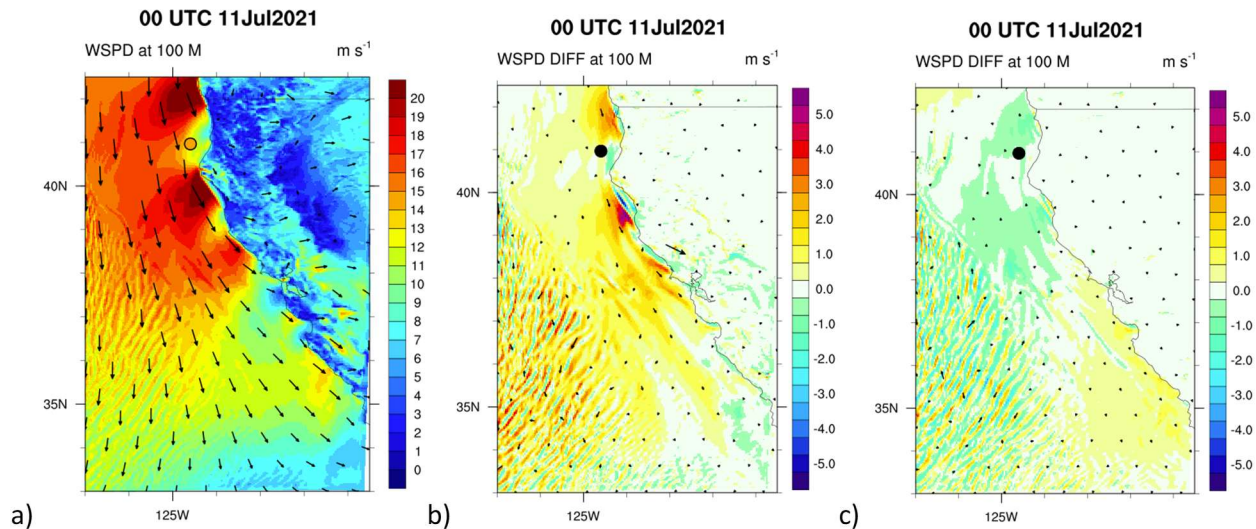 00 UTC 11Jul2021
WSPD at 100 M m s-1
40N
35N
125W
20
19
18
17
16
15
14
13
12
11
10
9
8
7
6
5
4
3
2
1
0
a)
00 UTC 11Jul2021
WSPD DIFF at 100 M m s-1
40N
35N
125W
5.0
4.0
3.0
2.0
1.0
0.0
-1.0
-2.0
-3.0
-4.0
-5.0
b)
00 UTC 11Jul2021
WSPD DIFF at 100 M m s-1
40N
35N
125W
5.0
4.0
3.0
2.0
1.0
0.0
-1.0
-2.0
-3.0
-4.0
-5.0
c)